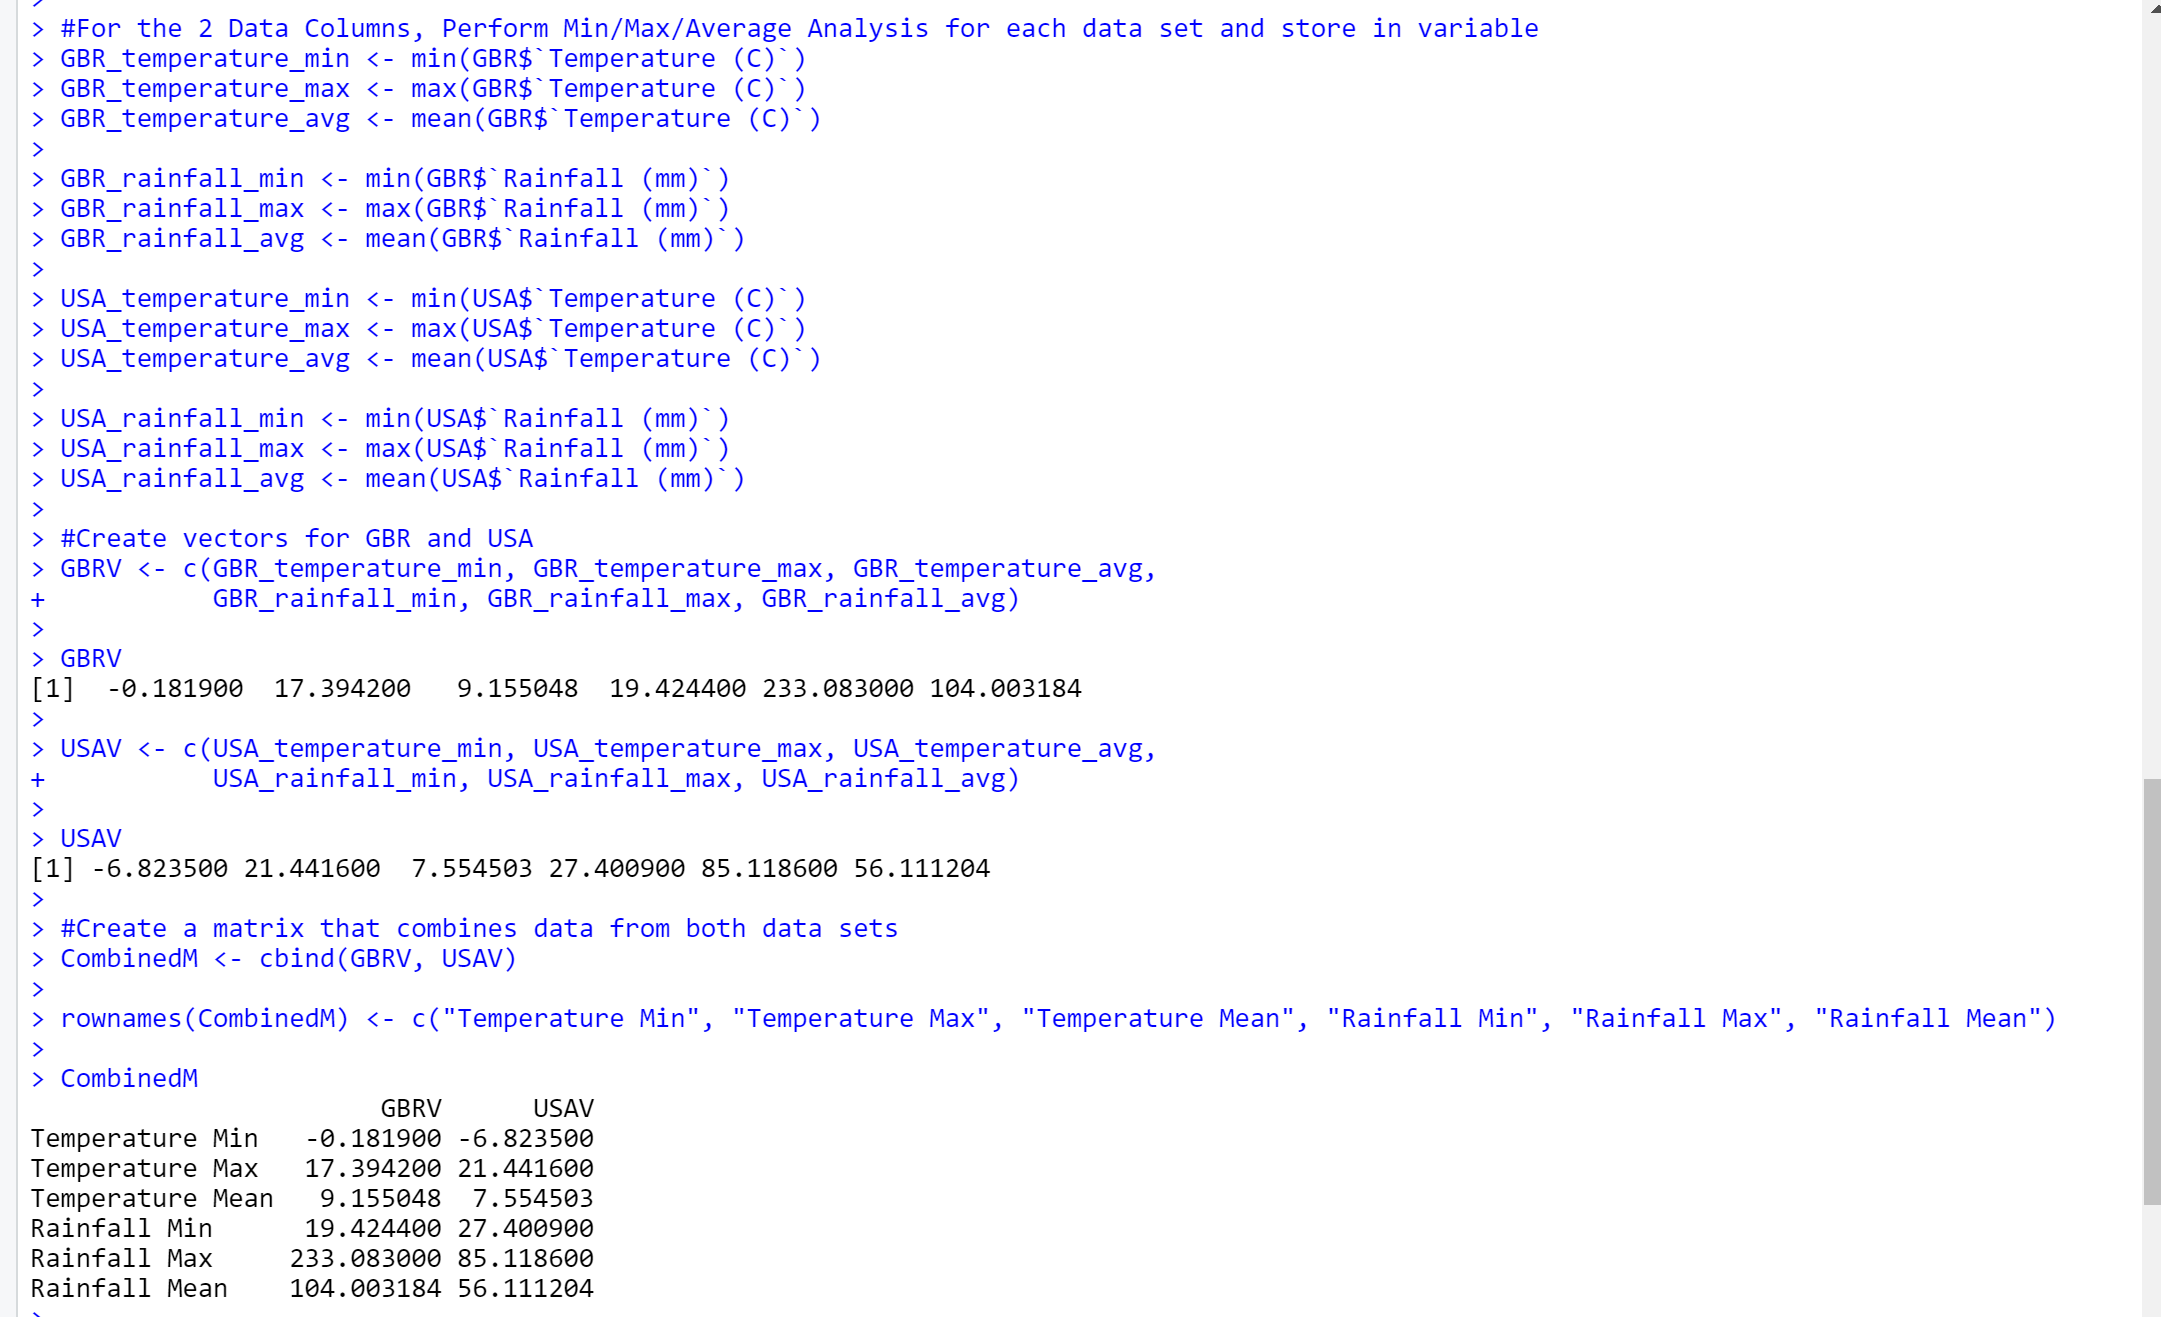 >
> #For the 2 Data Columns, Perform Min/Max/Average Analysis for each data set and store in variable
> GBR_temperature_min <- min(GBR$`Temperature (C)`)
> GBR_temperature_max <- max(GBR$`Temperature (C)`)
> GBR_temperature_avg <- mean(GBR$`Temperature (C)`)
>
> GBR_rainfall_min <- min(GBR$`Rainfall (mm)`)
> GBR_rainfall_max <- max(GBR$`Rainfall (mm)`)
> GBR_rainfall_avg <- mean(GBR$`Rainfall (mm)`)
>
> USA_temperature_min <- min(USA$`Temperature (C)`)
> USA_temperature_max <- max(USA$`Temperature (C)`)
> USA_temperature_avg <- mean(USA$`Temperature (C)`)
>
> USA_rainfall_min <- min(USA$`Rainfall (mm)`)
> USA_rainfall_max <- max(USA$`Rainfall (mm)`)
> USA_rainfall_avg <- mean(USA$`Rainfall (mm)`)
>
> #Create vectors for GBR and USA
> GBRV <- c(GBR_temperature_min, GBR_temperature_max, GBR_temperature_avg,
+           GBR_rainfall_min, GBR_rainfall_max, GBR_rainfall_avg)
>
> GBRV
[1]  -0.181900  17.394200   9.155048  19.424400 233.083000 104.003184
>
> USAV <- c(USA_temperature_min, USA_temperature_max, USA_temperature_avg,
+           USA_rainfall_min, USA_rainfall_max, USA_rainfall_avg)
>
> USAV
[1] -6.823500 21.441600  7.554503 27.400900 85.118600 56.111204
>
> #Create a matrix that combines data from both data sets
> CombinedM <- cbind(GBRV, USAV)
>
> rownames(CombinedM) <- c("Temperature Min", "Temperature Max", "Temperature Mean", "Rainfall Min", "Rainfall Max", "Rainfall Mean")
>
> CombinedM
                       GBRV      USAV
Temperature Min   -0.181900 -6.823500
Temperature Max   17.394200 21.441600
Temperature Mean   9.155048  7.554503
Rainfall Min      19.424400 27.400900
Rainfall Max     233.083000 85.118600
Rainfall Mean    104.003184 56.111204
>